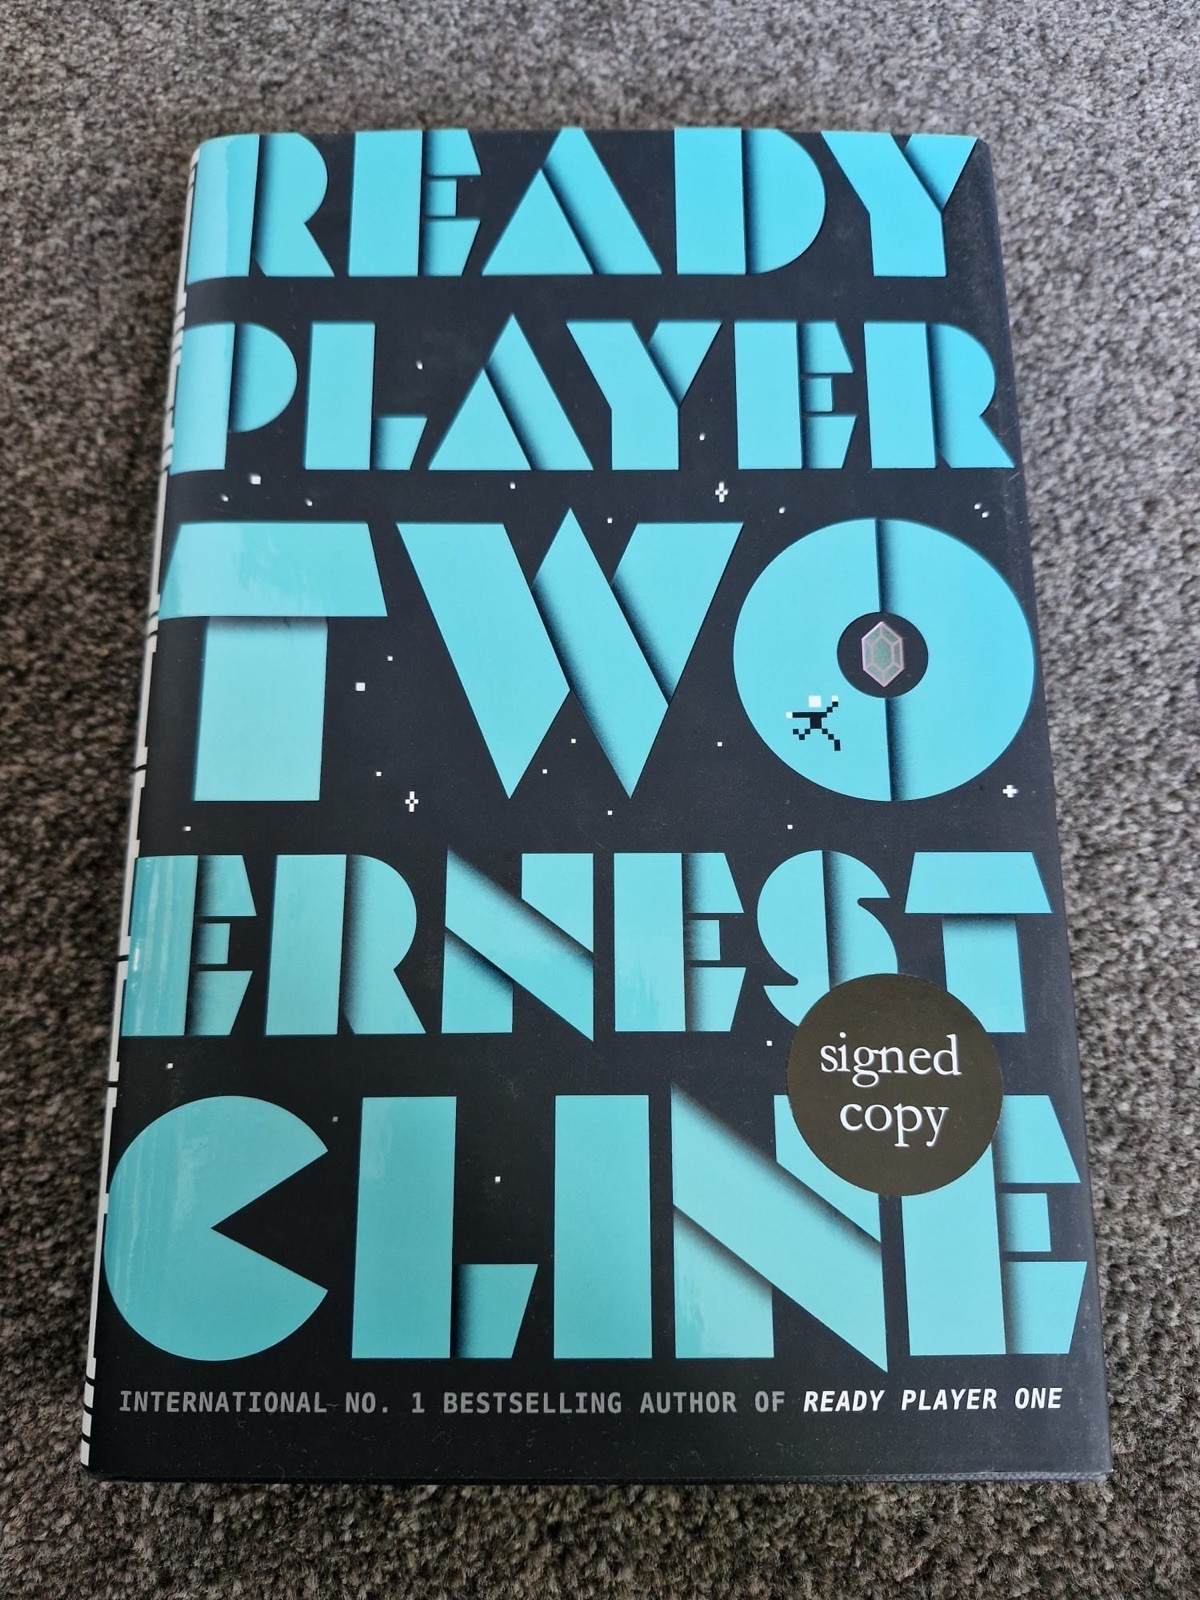 READY
PLAYER
TWO
ERNEST
CLINE
signed
copy
INTERNATIONAL NO. 1 BESTSELLING AUTHOR OF READY PLAYER ONE